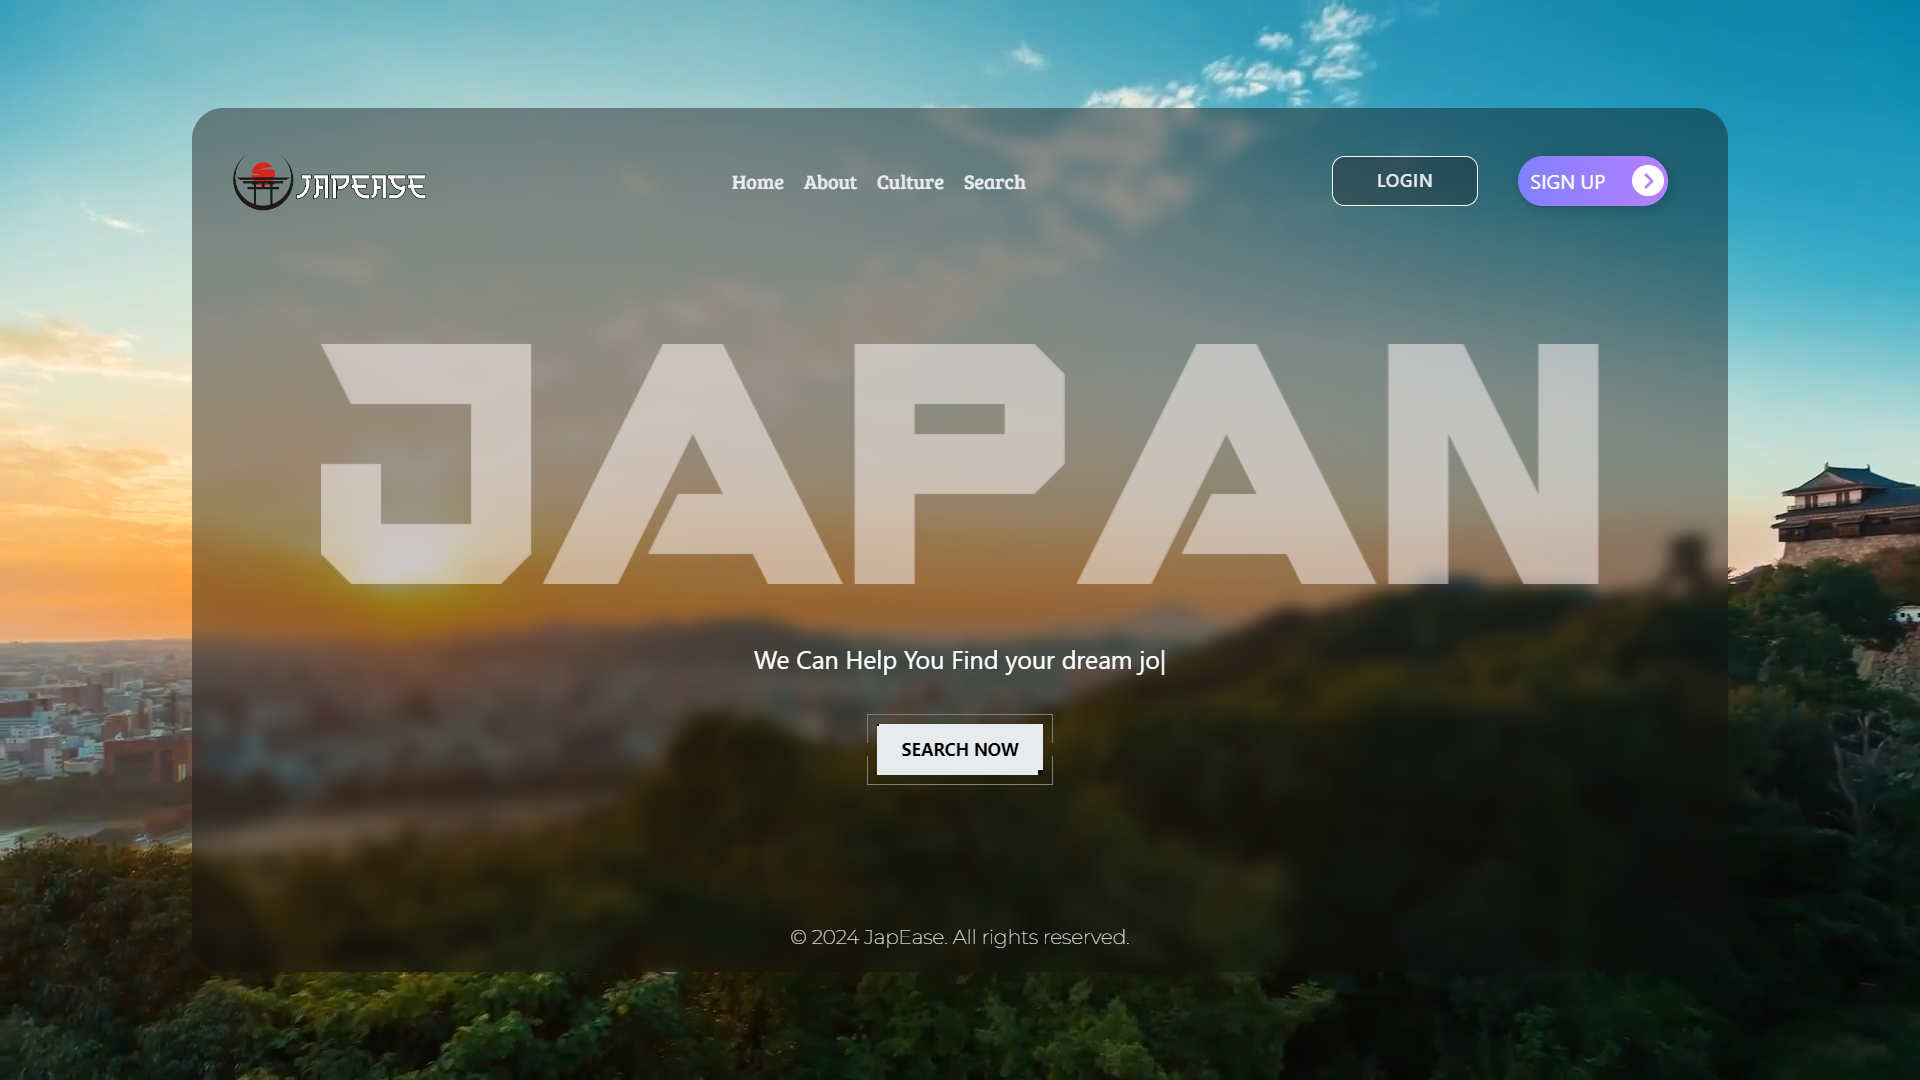 JAPEASE
Home About Culture Search
LOGIN
SIGN UP
JAPAN
We Can Help You Find your dream jo|
SEARCH NOW
© 2024 JapEase. All rights reserved.